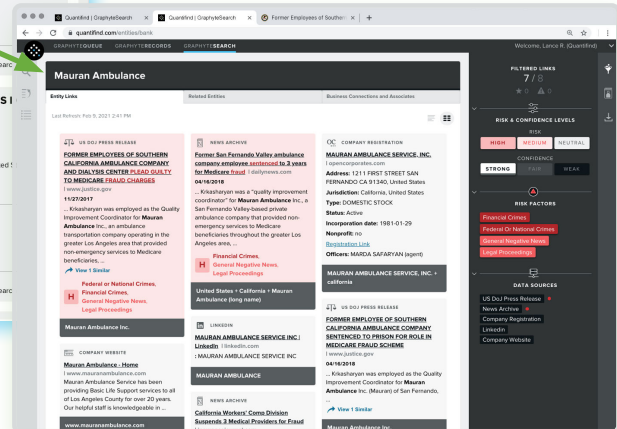 Quantifind | GraphyteSearch
Quantifind | GraphyteSearch
Former Employees of Southern
quantifind.com/entities/bank
GRAPHYTEQUEUE
GRAPHYTERECORDS
GRAPHYTESEARCH
Welcome, Lance R. (Quantifind)
Mauran Ambulance
Entity Links
Related Entities
Business Connections and Associates
Last Refresh: Feb 9, 2021 2:41 PM
US DOJ PRESS RELEASE
FORMER EMPLOYEES OF SOUTHERN
CALIFORNIA AMBULANCE COMPANY
AND DIALYSIS CENTER PLEAD GUILTY
TO MEDICARE FRAUD CHARGES
| www.justice.gov
11/27/2017
... Krkasharyan was employed as the Quality
Improvement Coordinator for Mauran
Ambulance Inc., an ambulance
transportation company operating in the
greater Los Angeles area that provided
non-emergency services to Medicare
beneficiaries, ...
View 1 Similar
H
Federal or National Crimes,
Financial Crimes,
General Negative News,
Legal Proceedings
Mauran Ambulance Inc.
COMPANY WEBSITE
Mauran Ambulance - Home
| www.mauranambulance.com
Mauran Ambulance Service has been
providing Basic Life Support services to all
of Los Angeles County for over 20 years.
Our helpful staff is knowledgeable in ...
www.mauranambulance.com
NEWS ARCHIVE
Former San Fernando Valley ambulance
company employee sentenced to 3 years
for Medicare fraud | dailynews.com
04/18/2018
... Krkasharyan was a "quality improvement
coordinator" for Mauran Ambulance Inc., a
San Fernando Valley-based private
ambulance company that provided non-
emergency services to Medicare
beneficiaries throughout the greater Los
Angeles area, ...
H
Financial Crimes,
General Negative News,
Legal Proceedings
United States + California + Mauran
Ambulance (long name)
LINKEDIN
MAURAN AMBULANCE SERVICE INC |
LinkedIn | linkedin.com
: MAURAN AMBULANCE SERVICE INC
MAURAN AMBULANCE
NEWS ARCHIVE
California Workers' Comp Division
Suspends 3 Medical Providers for Fraud
COMPANY REGISTRATION
MAURAN AMBULANCE SERVICE, INC.
| opencorporates.com
Address: 1211 FIRST STREET SAN
FERNANDO CA 91340, United States
Jurisdiction: California, United States
Type: DOMESTIC STOCK
Status: Active
Incorporation date: 1981-01-29
Nonprofit: no
Registration Link
Officers: MARDA SAFARYAN (agent)
MAURAN AMBULANCE SERVICE, INC. +
california
US DOJ PRESS RELEASE
FORMER EMPLOYEE OF SOUTHERN
CALIFORNIA AMBULANCE COMPANY
SENTENCED TO PRISON FOR ROLE IN
MEDICARE FRAUD SCHEME
| www.justice.gov
04/16/2018
... Krkasharyan was employed as the Quality
Improvement Coordinator for Mauran
Ambulance Inc. (Mauran) of San Fernando,
...
View 1 Similar
Mauran Ambulance Inc.
FILTERED LINKS
7 / 8
0 0
RISK & CONFIDENCE LEVELS
RISK
HIGH
MEDIUM
NEUTRAL
CONFIDENCE
STRONG
FAIR
WEAK
RISK FACTORS
Financial Crimes
Federal Or National Crimes
General Negative News
Legal Proceedings
DATA SOURCES
US DoJ Press Release
News Archive
Company Registration
Linkedin
Company Website